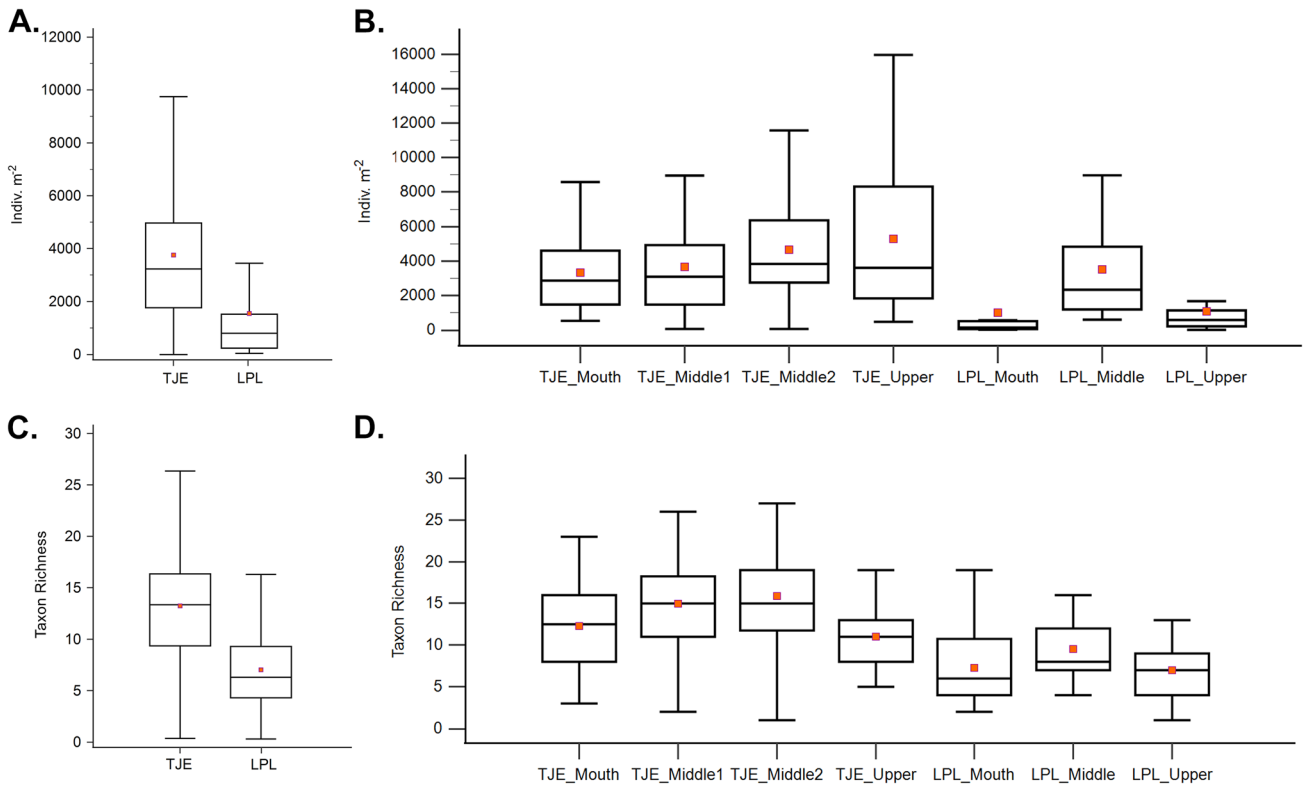 A.
B.
12000
10000
8000
6000
4000
2000
0
Indiv. m-2
TJE LPL
16000
14000
12000
10000
8000
6000
4000
2000
0
Indiv. m-2
TJE_Mouth TJE_Middle1 TJE_Middle2 TJE_Upper LPL_Mouth LPL_Middle LPL_Upper
C.
D.
30
25
20
15
10
5
0
Taxon Richness
TJE LPL
30
25
20
15
10
5
0
Taxon Richness
TJE_Mouth TJE_Middle1 TJE_Middle2 TJE_Upper LPL_Mouth LPL_Middle LPL_Upper